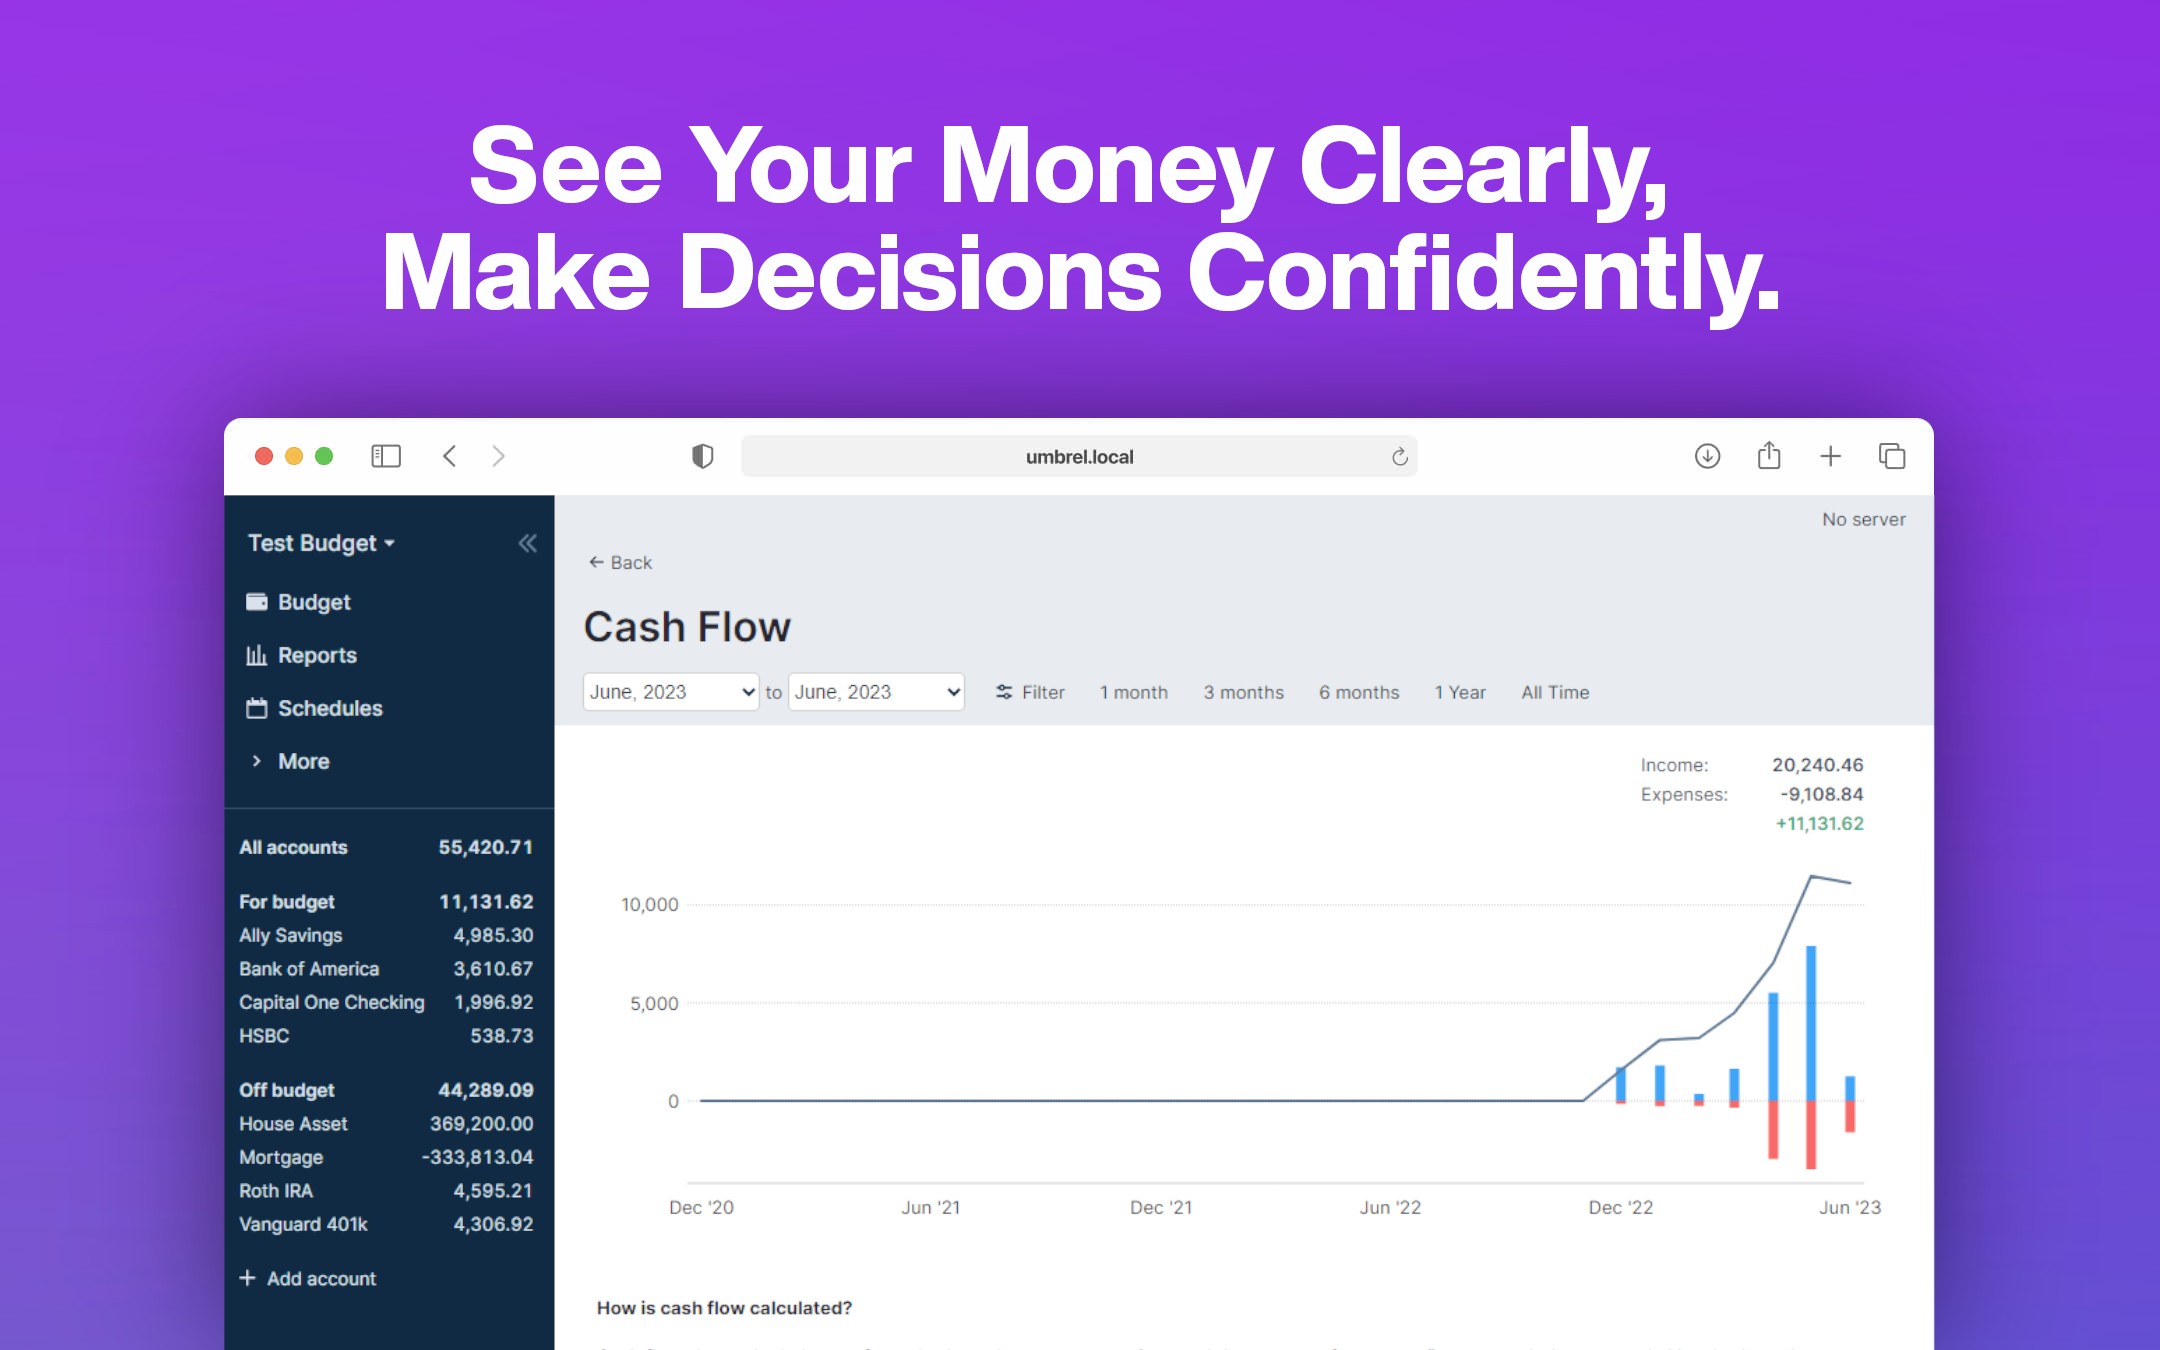 See Your Money Clearly,
Make Decisions Confidently.
umbrel.local
Test Budget
Budget
Reports
Schedules
More
All accounts 55,420.71
For budget 11,131.62
Ally Savings 4,985.30
Bank of America 3,610.67
Capital One Checking 1,996.92
HSBC 538.73
Off budget 44,289.09
House Asset 369,200.00
Mortgage -333,813.04
Roth IRA 4,595.21
Vanguard 401k 4,306.92
Add account
No server
Back
Cash Flow
June, 2023 to June, 2023 Filter 1 month 3 months 6 months 1 Year All Time
Income: 20,240.46
Expenses: -9,108.84
+11,131.62
10,000
5,000
0
Dec '20 Jun '21 Dec '21 Jun '22 Dec '22 Jun '23
How is cash flow calculated?